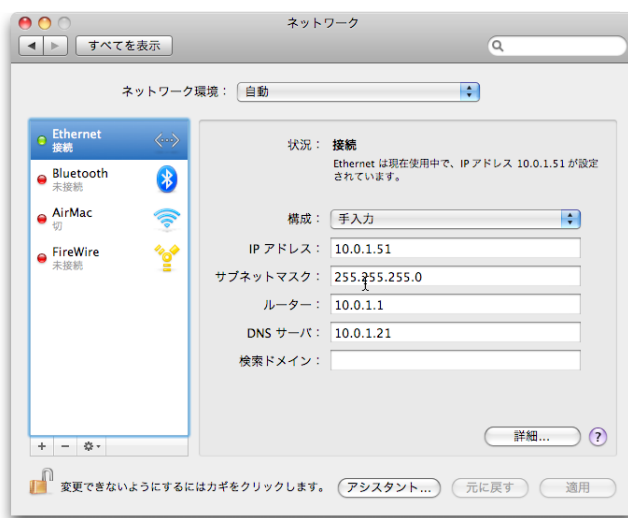 ネットワーク
すべてを表示
ネットワーク環境： 自動
Ethernet
接続
Bluetooth
未接続
AirMac
切
FireWire
未接続
状況： 接続
Ethernet は現在使用中で、IP アドレス 10.0.1.51 が設定
されています。
構成： 手入力
IP アドレス： 10.0.1.51
サブネットマスク： 255.255.255.0
ルーター： 10.0.1.1
DNS サーバ： 10.0.1.21
検索ドメイン：
詳細... ?
変更できないようにするにはカギをクリックします。 アシスタント... 元に戻す 適用